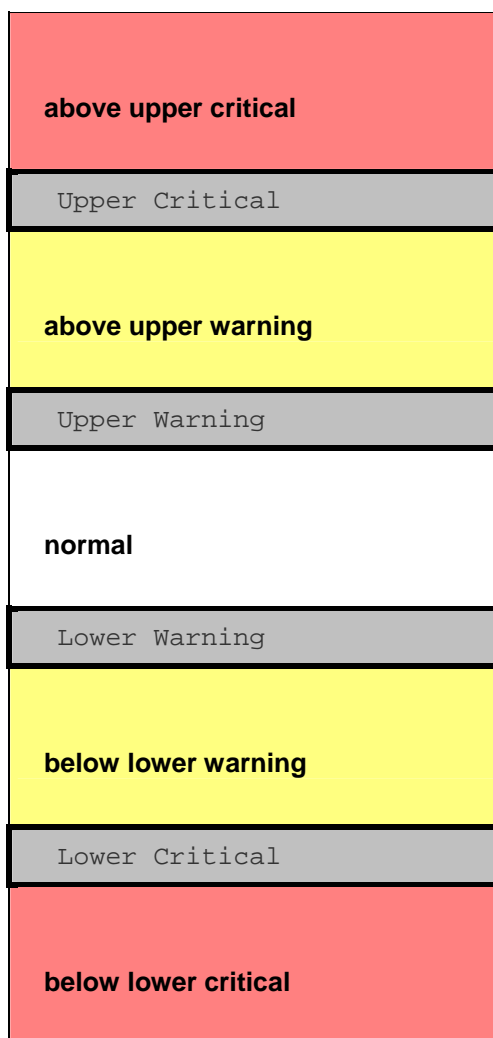 above upper critical
Upper Critical
above upper warning
Upper Warning
normal
Lower Warning
below lower warning
Lower Critical
below lower critical